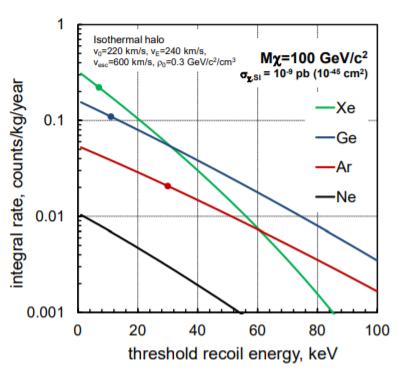 1
Isothermal halo
v₀=220 km/s, vE=240 km/s,
vesc=600 km/s, ρ₀=0.3 GeV/c²/cm³
Mχ=100 GeV/c²
σχ,SI = 10⁻⁹ pb (10⁻⁴⁵ cm²)
Xe
Ge
Ar
Ne
0.1
0.01
0.001
integral rate, counts/kg/year
0 20 40 60 80 100
threshold recoil energy, keV